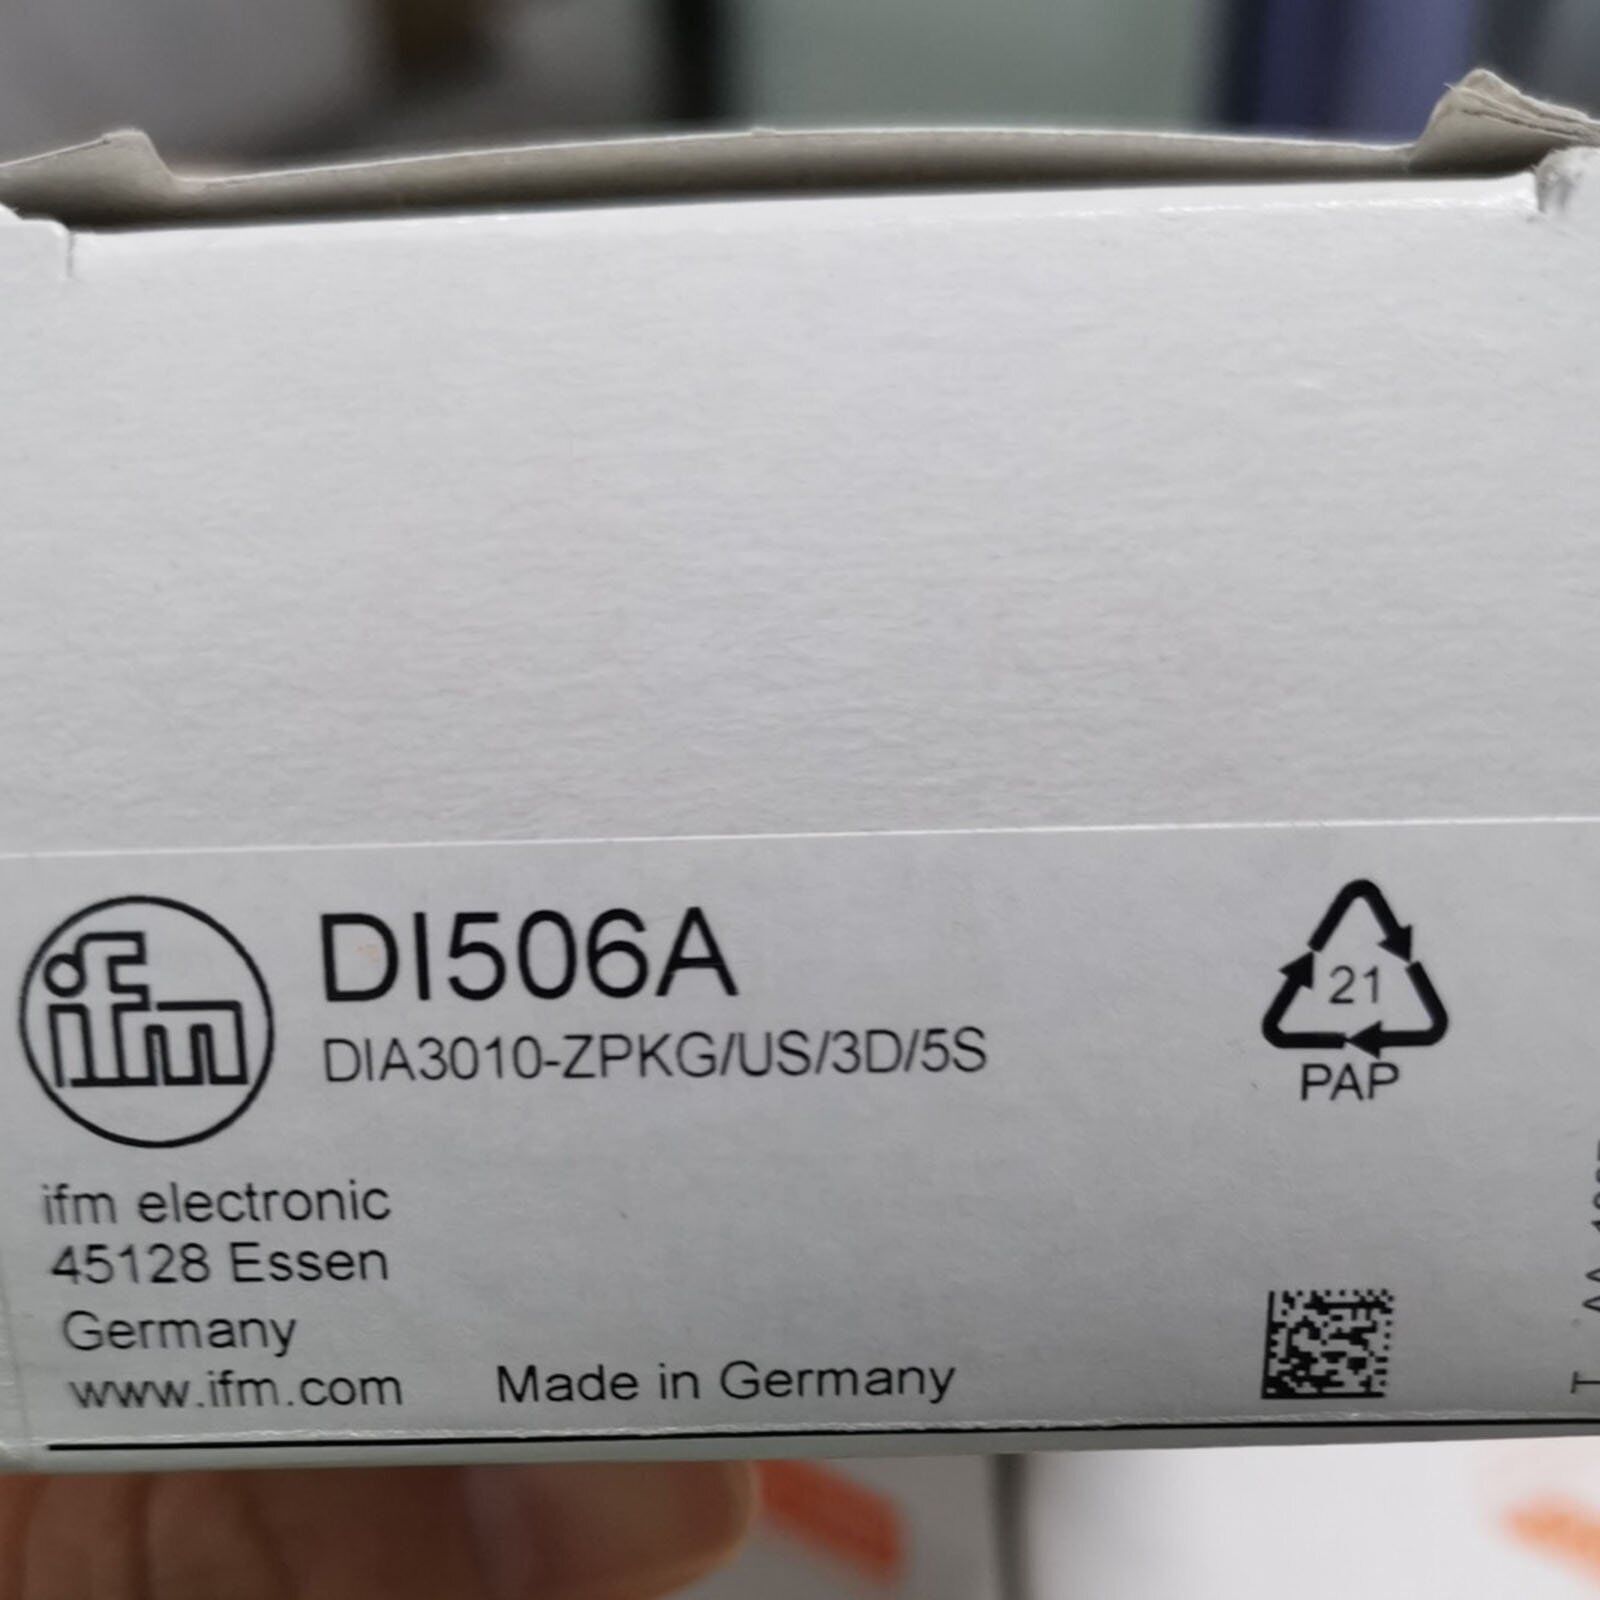 ifm
DI506A
DIA3010-ZPKG/US/3D/5S
21
PAP
ifm electronic
45128 Essen
Germany
www.ifm.com
Made in Germany